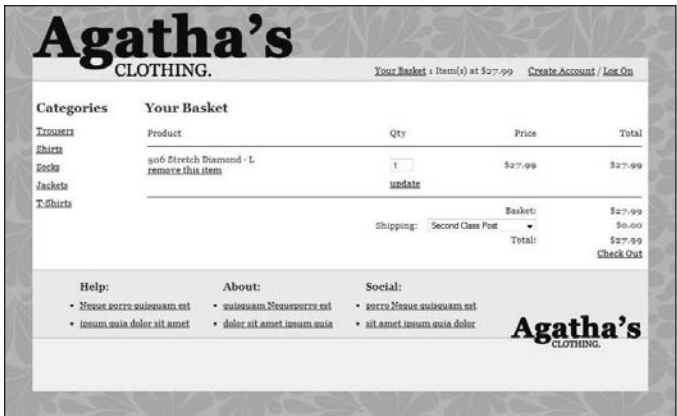 Agatha's
CLOTHING.
Your Basket 1 Item(s) at $27.99 Create Account / Log On
Categories
Trousers
Shirts
Socks
Jackets
T-Shirts
Your Basket
Product Qty Price Total
506 Stretch Diamond - L 1 $27.99 $27.99
remove this item
update
Basket: $27.99
Shipping: Second Class Post $0.00
Total: $27.99
Check Out
Help:
• Neque porro quisquam est
• ipsum quia dolor sit amet
About:
• quisquam Nequeporro est
• dolor sit amet ipsum quia
Social:
• porro Neque quisquam est
• sit amet ipsum quia dolor
Agatha's
CLOTHING.